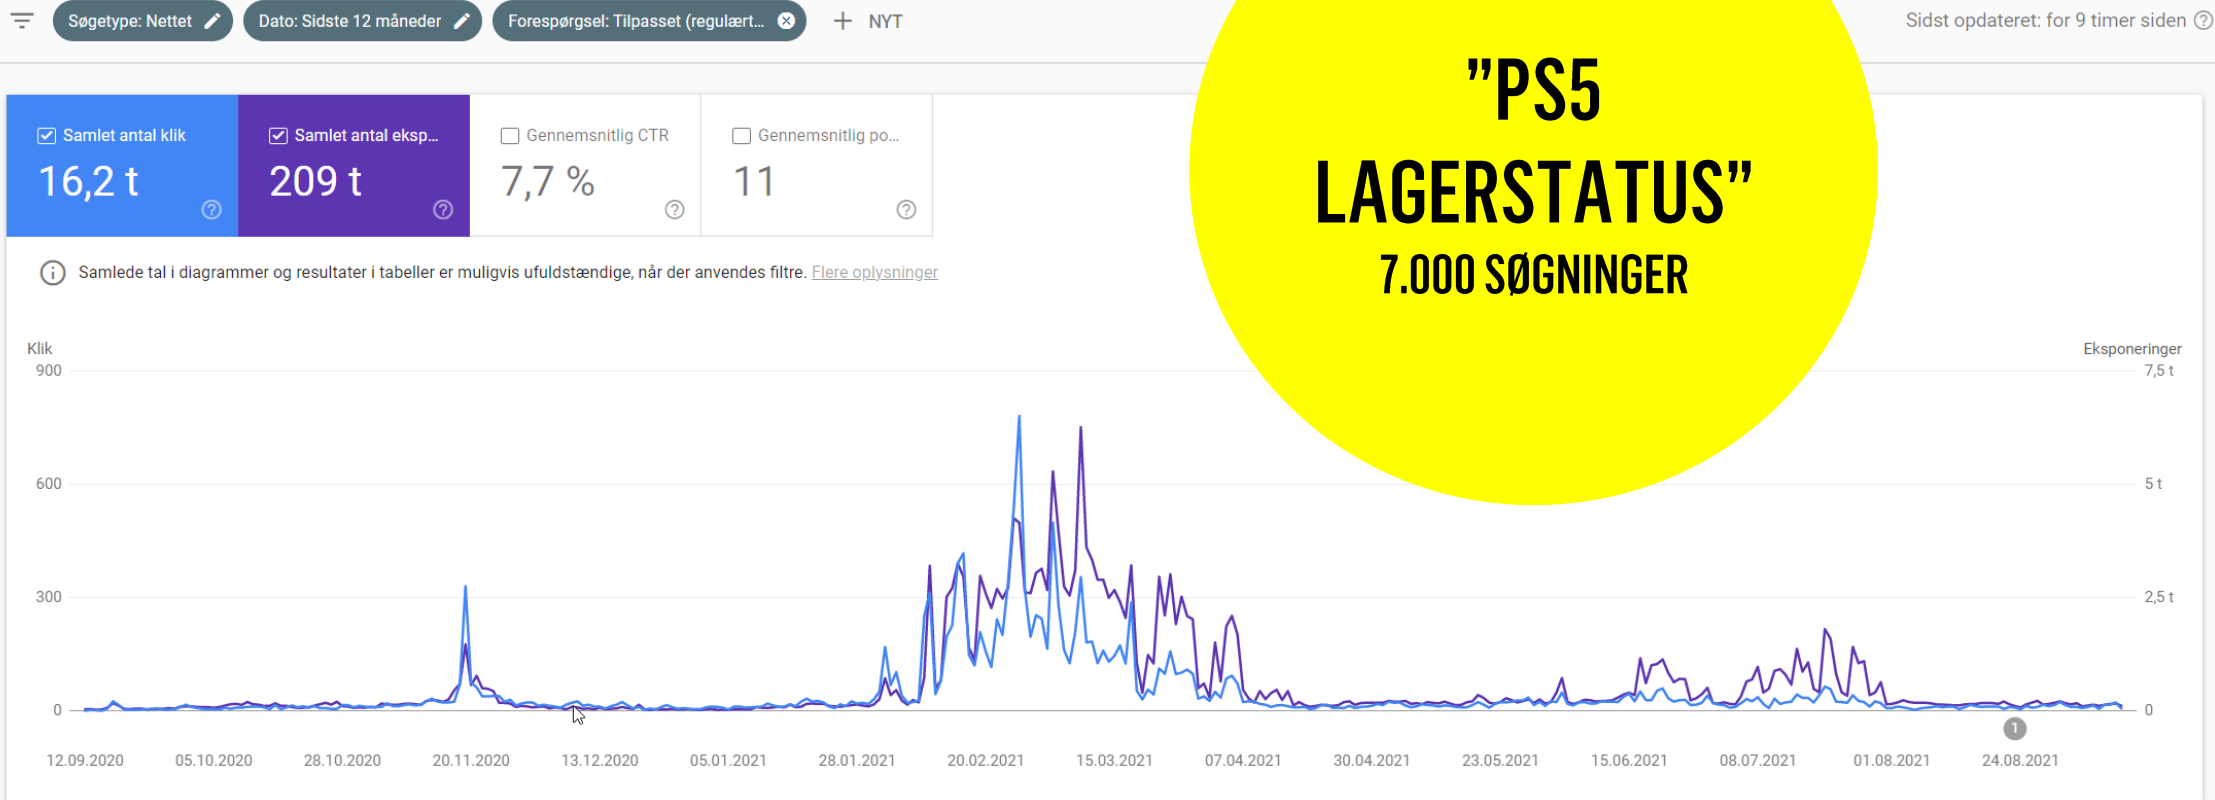 Søgetype: Nettet
Dato: Sidste 12 måneder
Forespørgsel: Tilpasset (regulært...
NYT
Sidst opdateret: for 9 timer siden
"PS5
LAGERSTATUS"
7.000 SØGNINGER
Samlet antal klik
16,2 t
Samlet antal eksp...
209 t
Gennemsnitlig CTR
7,7 %
Gennemsnitlig po...
11
Samlede tal i diagrammer og resultater i tabeller er muligvis ufuldstændige, når der anvendes filtre. Flere oplysninger
Klik
Eksponeringer
900
7,5 t
600
5 t
300
2,5 t
0
0
1
12.09.2020
05.10.2020
28.10.2020
20.11.2020
13.12.2020
05.01.2021
28.01.2021
20.02.2021
15.03.2021
07.04.2021
30.04.2021
23.05.2021
15.06.2021
08.07.2021
01.08.2021
24.08.2021